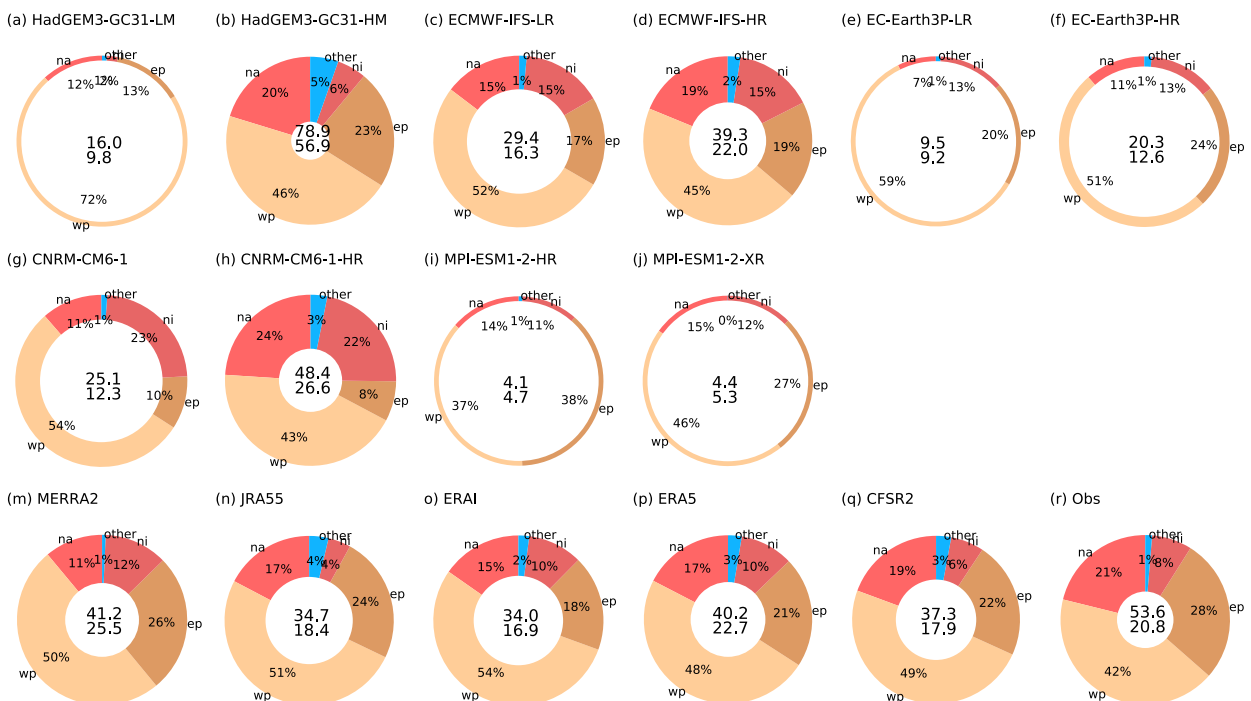 (a) HadGEM3-GC31-LM
(b) HadGEM3-GC31-HM
(c) ECMWF-IFS-LR
(d) ECMWF-IFS-HR
(e) EC-Earth3P-LR
(f) EC-Earth3P-HR
na
other
ep
12%
2%
13%
16.0
9.8
72%
wp
other
ni
5%
6%
20%
na
23%
ep
78.9
56.9
46%
wp
na
other
ni
15%
1%
15%
17%
ep
29.4
16.3
52%
wp
na
other
ni
19%
2%
15%
19%
ep
39.3
22.0
45%
wp
na
other
ni
7%
1%
13%
20%
ep
9.5
9.2
59%
wp
na
other
ni
11%
1%
13%
24%
ep
20.3
12.6
51%
wp
(g) CNRM-CM6-1
(h) CNRM-CM6-1-HR
(i) MPI-ESM1-2-HR
(j) MPI-ESM1-2-XR
na
other
ni
11%
1%
23%
10%
ep
25.1
12.3
54%
wp
na
other
ni
24%
3%
22%
8%
ep
48.4
26.6
43%
wp
na
other
ni
14%
1%
11%
38%
ep
4.1
4.7
37%
wp
na
other
ni
15%
0%
12%
27%
ep
4.4
5.3
46%
wp
(m) MERRA2
(n) JRA55
(o) ERAI
(p) ERA5
(q) CFSR2
(r) Obs
na
other
ni
11%
1%
12%
26%
ep
41.2
25.5
50%
wp
na
other
ni
17%
4%
4%
24%
ep
34.7
18.4
51%
wp
na
other
ni
15%
2%
10%
18%
ep
34.0
16.9
54%
wp
na
other
ni
17%
3%
10%
21%
ep
40.2
22.7
48%
wp
na
other
ni
19%
3%
6%
22%
ep
37.3
17.9
49%
wp
na
other
ni
21%
1%
8%
28%
ep
53.6
20.8
42%
wp